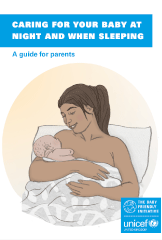 CARING FOR YOUR BABY AT
NIGHT AND WHEN SLEEPING
A guide for parents
THE BABY
FRIENDLY
INITIATIVE
unicef